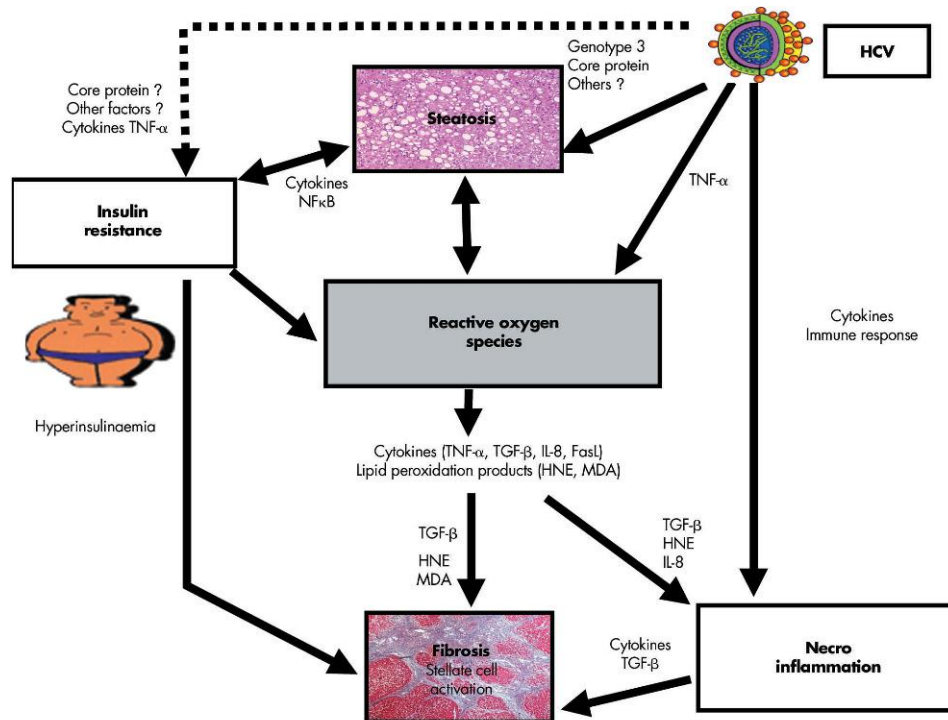 Genotype 3
Core protein
Others ?
HCV
Core protein ?
Other factors ?
Cytokines TNF-α
Steatosis
TNF-α
Cytokines
NFκB
Insulin
resistance
Reactive oxygen
species
Cytokines
Immune response
Hyperinsulinaemia
Cytokines (TNF-α, TGF-β, IL-8, FasL)
Lipid peroxidation products (HNE, MDA)
TGF-β
HNE
MDA
TGF-β
HNE
IL-8
Fibrosis
Stellate cell
activation
Cytokines
TGF-β
Necro
inflammation